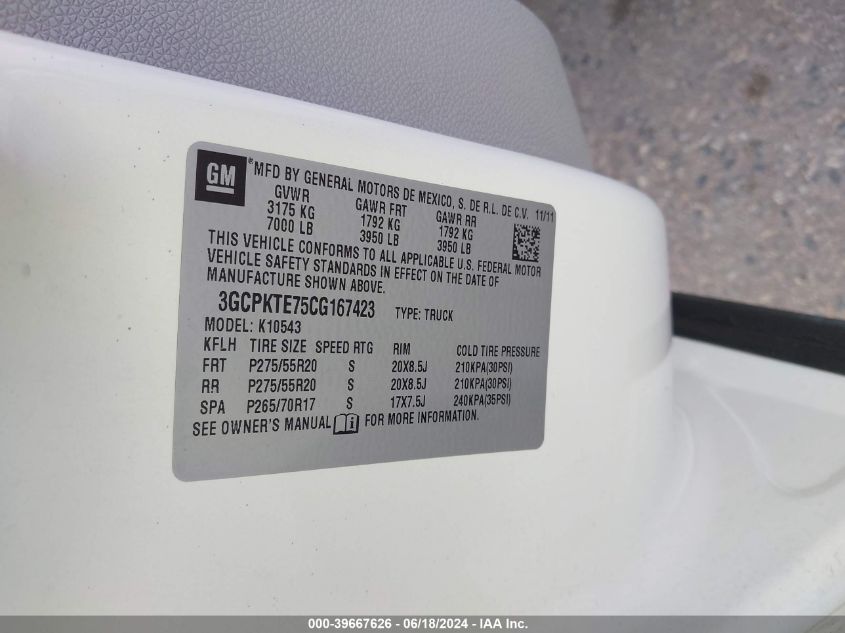 GM
®MFD BY GENERAL MOTORS DE MEXICO, S. DE R.L. DE C.V. 11/11
GVWR GAWR FRT GAWR RR
3175 KG 1792 KG 1792 KG
7000 LB 3950 LB 3950 LB
THIS VEHICLE CONFORMS TO ALL APPLICABLE U.S. FEDERAL MOTOR
VEHICLE SAFETY STANDARDS IN EFFECT ON THE DATE OF
MANUFACTURE SHOWN ABOVE.
3GCPKTE75CG167423 TYPE: TRUCK
MODEL: K10543
KFLH TIRE SIZE SPEED RTG RIM COLD TIRE PRESSURE
FRT P275/55R20 S 20X8.5J 210KPA(30PSI)
RR P275/55R20 S 20X8.5J 210KPA(30PSI)
SPA P265/70R17 S 17X7.5J 240KPA(35PSI)
SEE OWNER'S MANUAL i FOR MORE INFORMATION.
000-39667626 - 06/18/2024 - IAA Inc.